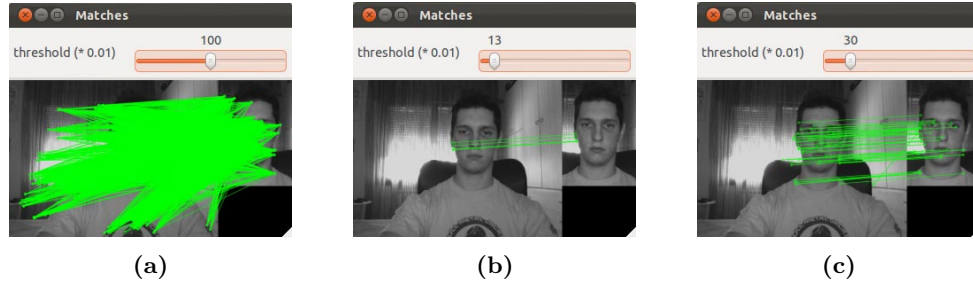 Matches
100
threshold (* 0.01)
(a)
Matches
13
threshold (* 0.01)
(b)
Matches
30
threshold (* 0.01)
(c)